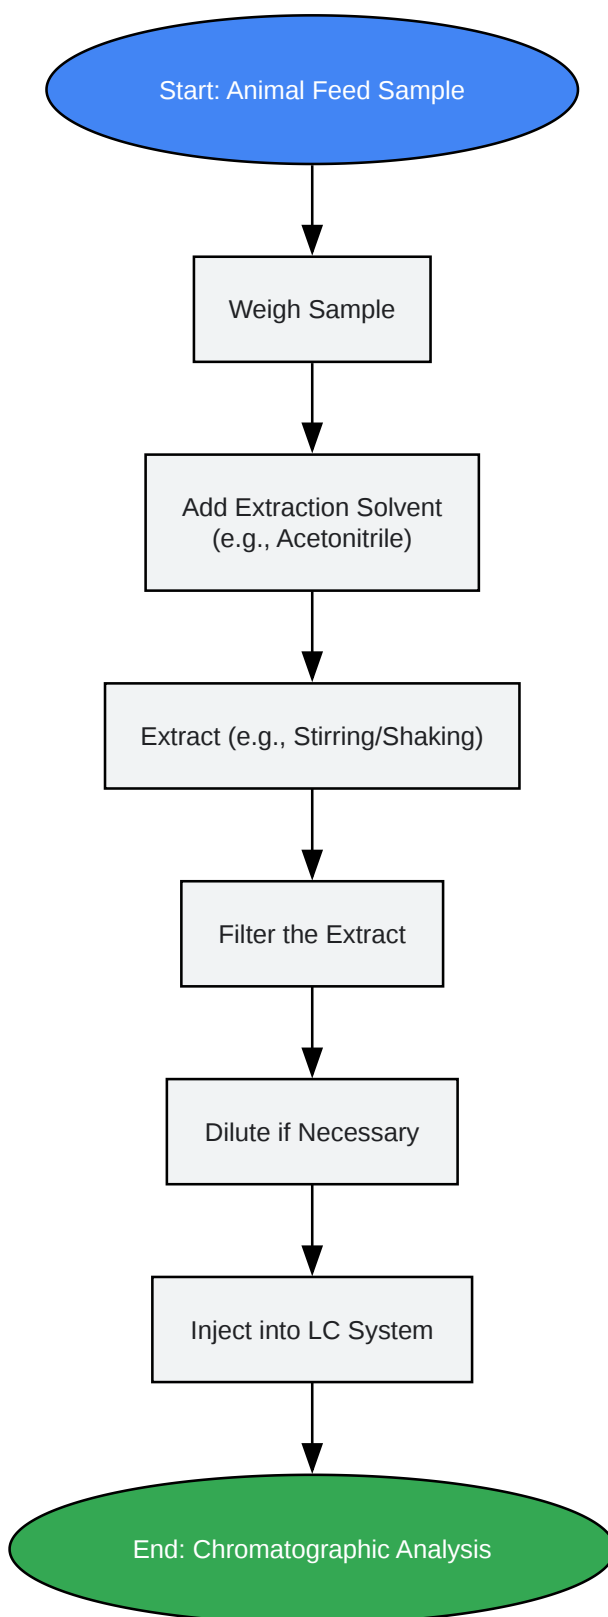 Start: Animal Feed Sample
Weigh Sample
Add Extraction Solvent
(e.g., Acetonitrile)
Extract (e.g., Stirring/Shaking)
Filter the Extract
Dilute if Necessary
Inject into LC System
End: Chromatographic Analysis